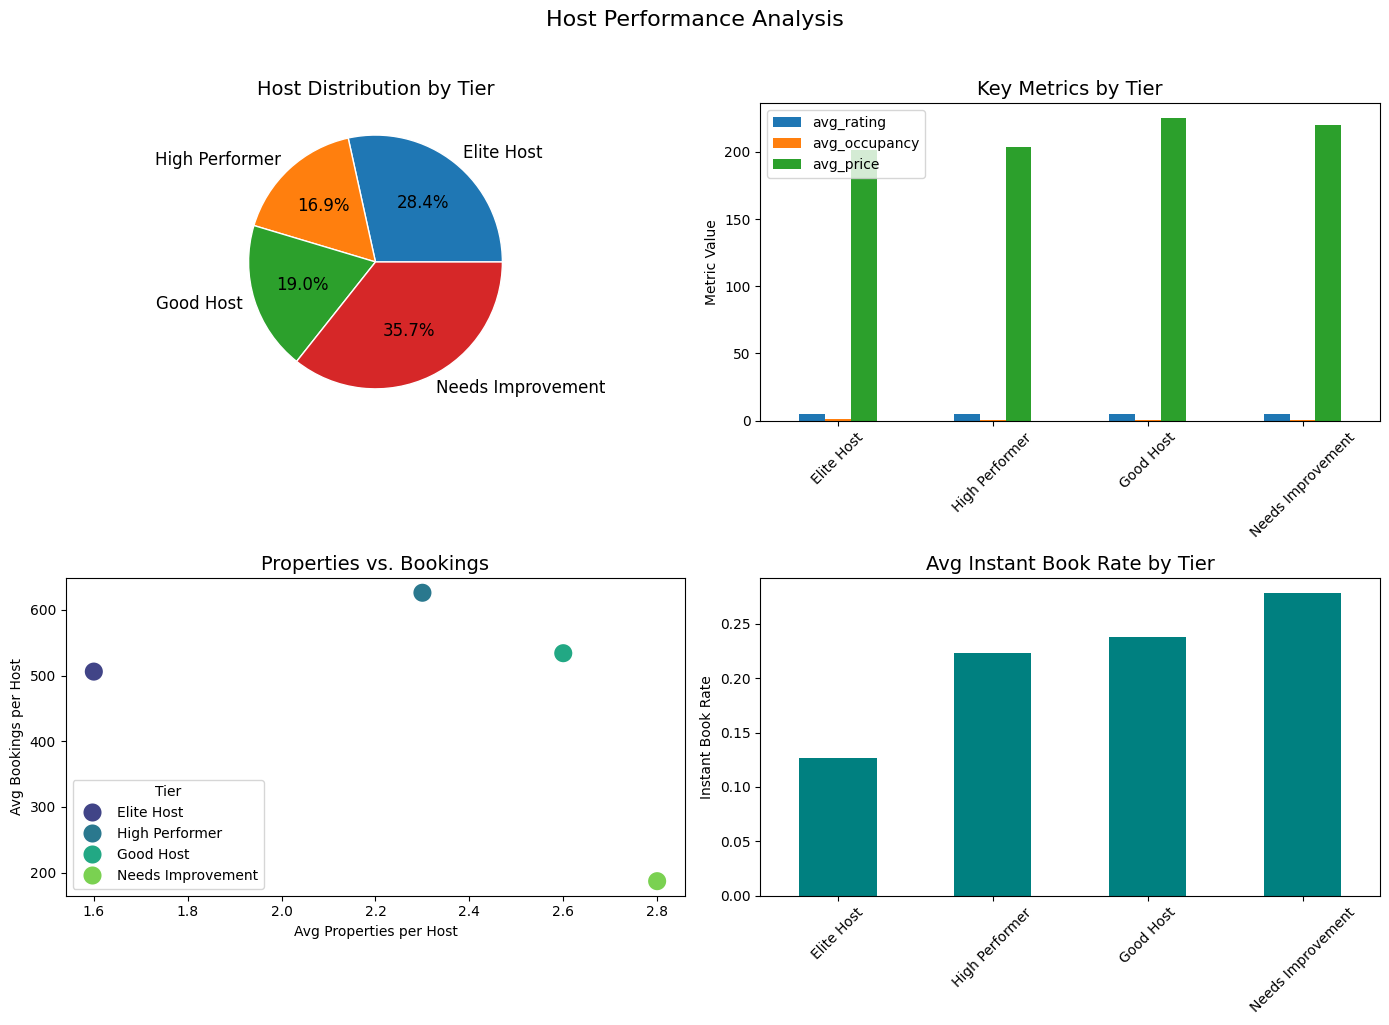 Host Performance Analysis
Host Distribution by Tier
High Performer
Elite Host
16.9%
28.4%
19.0%
Good Host
35.7%
Needs Improvement
Key Metrics by Tier
avg_rating
avg_occupancy
avg_price
Metric Value
200
150
100
50
0
Elite Host
High Performer
Good Host
Needs Improvement
Properties vs. Bookings
Avg Bookings per Host
600
500
400
300
200
Tier
Elite Host
High Performer
Good Host
Needs Improvement
1.6 1.8 2.0 2.2 2.4 2.6 2.8
Avg Properties per Host
Avg Instant Book Rate by Tier
Instant Book Rate
0.25
0.20
0.15
0.10
0.05
0.00
Elite Host
High Performer
Good Host
Needs Improvement